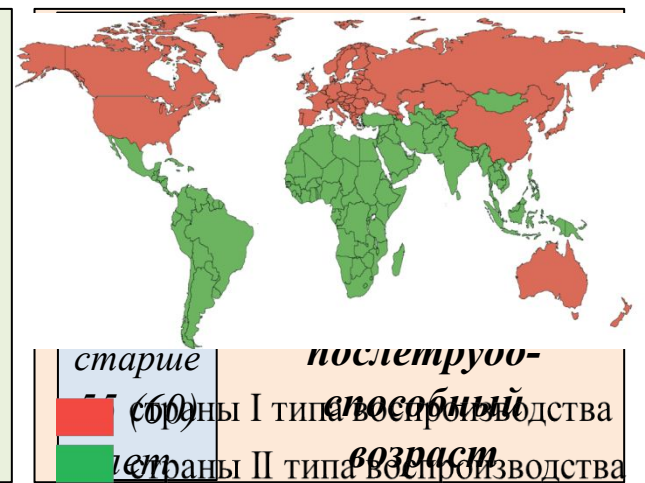 старше
послетрудо-
(60)
способный
страны I типа воспроизводства
возраст
страны II типа воспроизводства